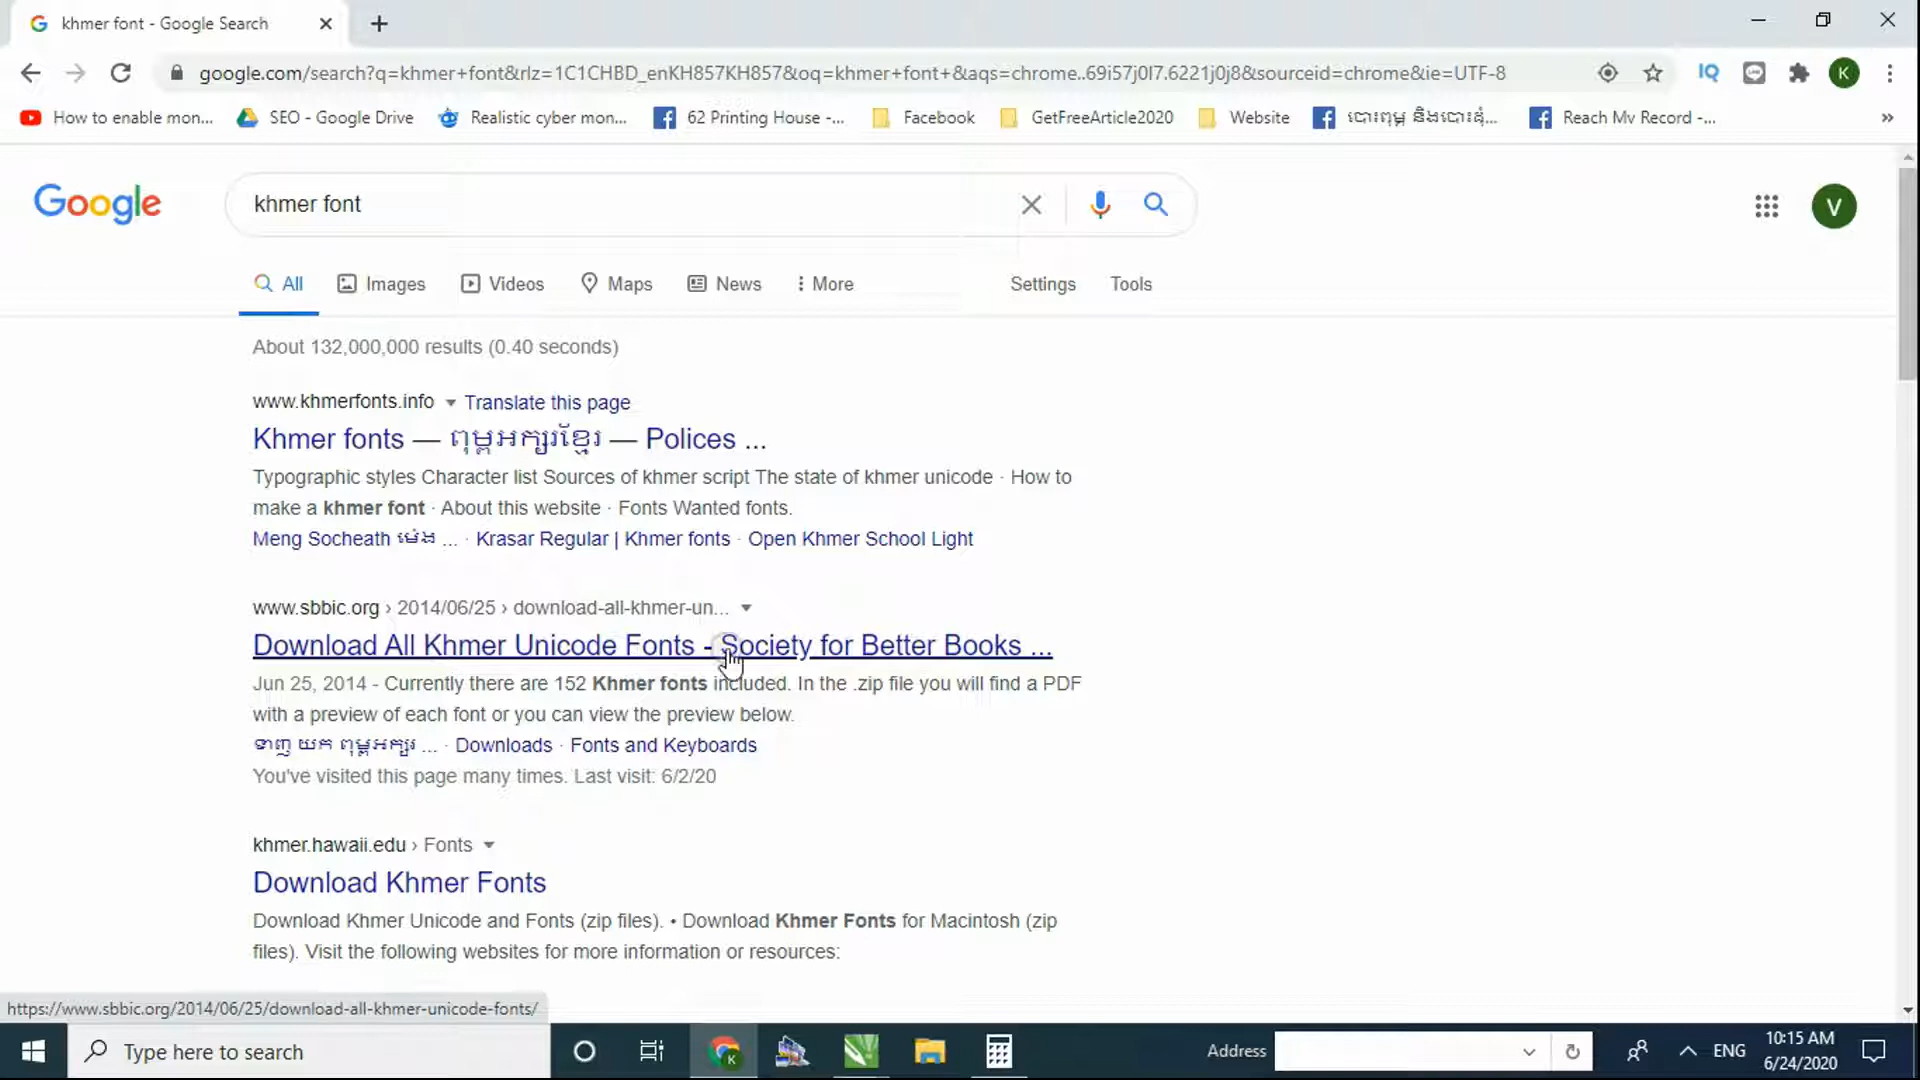 khmer font - Google Search
google.com/search?q=khmer+font&rlz=1C1CHBD_enKH857KH857&oq=khmer+font+&aqs=chrome..69i57j0l7.6221j0j8&sourceid=chrome&ie=UTF-8
IQ
K
How to enable mon... SEO - Google Drive Realistic cyber mon... 62 Printing House -... Facebook GetFreeArticle2020 Website បោះពុម្ព និងបោះពុំ... Reach My Record -... »
Google
khmer font
V
All Images Videos Maps News More Settings Tools
About 132,000,000 results (0.40 seconds)
www.khmerfonts.info Translate this page
Khmer fonts — ពុម្ពអក្សរខ្មែរ — Polices ...
Typographic styles Character list Sources of khmer script The state of khmer unicode · How to
make a khmer font · About this website · Fonts Wanted fonts.
Meng Socheath ម៉េង ... · Krasar Regular | Khmer fonts · Open Khmer School Light
www.sbbic.org › 2014/06/25 › download-all-khmer-un...
Download All Khmer Unicode Fonts - Society for Better Books ...
Jun 25, 2014 - Currently there are 152 Khmer fonts included. In the .zip file you will find a PDF
with a preview of each font or you can view the preview below.
ទាញ យក ពុម្ពអក្សរ ... · Downloads · Fonts and Keyboards
You've visited this page many times. Last visit: 6/2/20
khmer.hawaii.edu › Fonts
Download Khmer Fonts
Download Khmer Unicode and Fonts (zip files). • Download Khmer Fonts for Macintosh (zip
files). Visit the following websites for more information or resources:
https://www.sbbic.org/2014/06/25/download-all-khmer-unicode-fonts/
Type here to search
K
Address
ENG
10:15 AM
6/24/2020